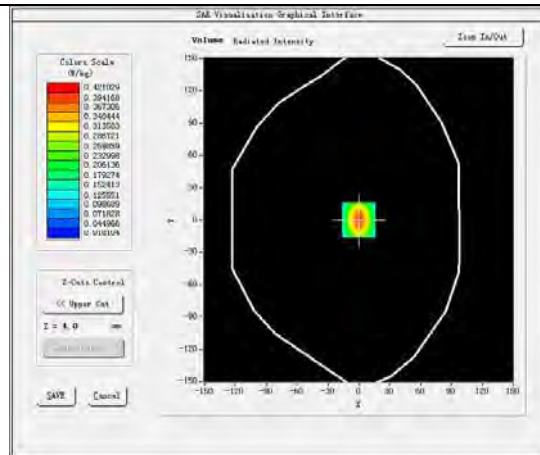 SAR Visualisation Graphical Interface
Volume Radiated Intensity
Zoom In/Out
Colors Scale
(W/kg)
0.421029
0.394168
0.367306
0.340444
0.313583
0.286721
0.259859
0.232998
0.206136
0.179274
0.152413
0.125551
0.098689
0.071828
0.044966
0.018104
Z-Cuts Control
<< Upper Cut
Z = 4.0 mm
SAVE
Cancel
150
120
90
60
30
0
-30
-60
-90
-120
-150
Y
-150 -120 -90 -60 -30 0 30 60 90 120 150
X